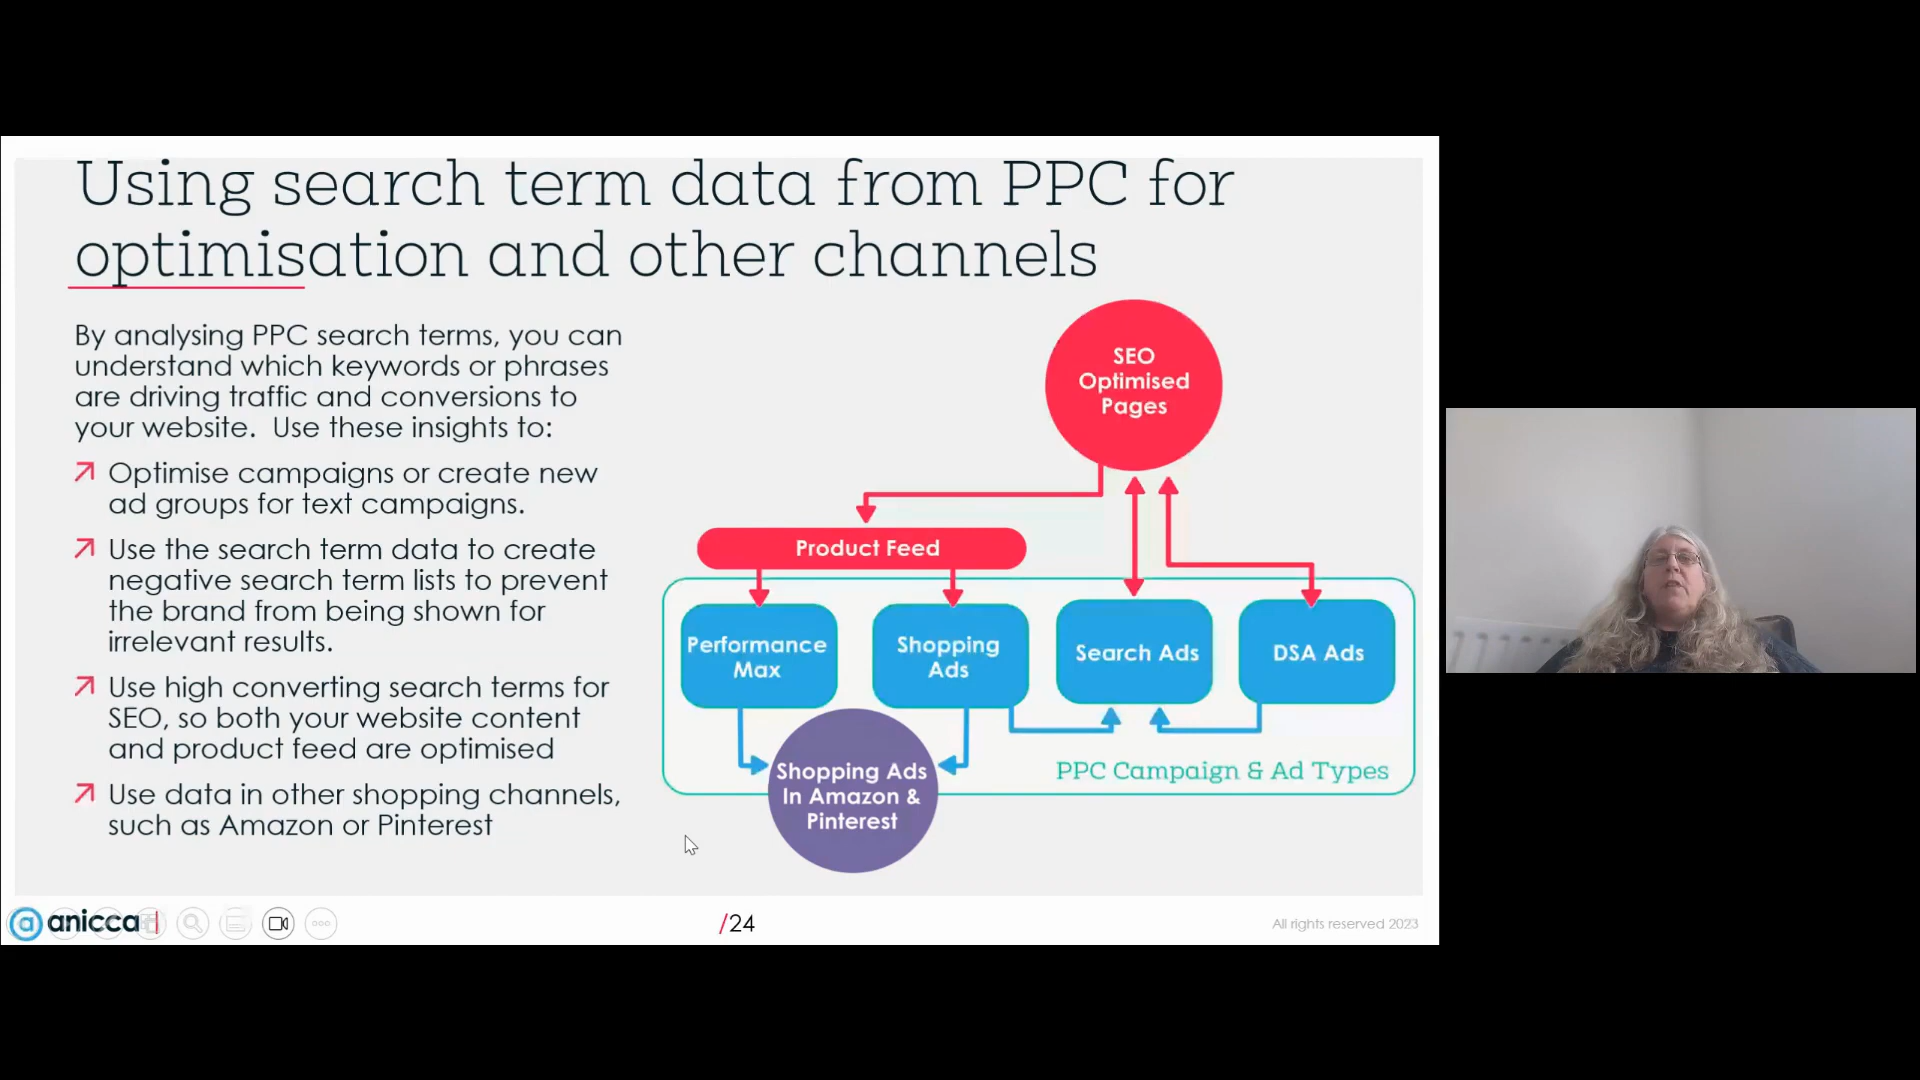 Using search term data from PPC for
optimisation and other channels
By analysing PPC search terms, you can
understand which keywords or phrases
are driving traffic and conversions to
your website.  Use these insights to:
Optimise campaigns or create new
ad groups for text campaigns.
Use the search term data to create
negative search term lists to prevent
the brand from being shown for
irrelevant results.
Use high converting search terms for
SEO, so both your website content
and product feed are optimised
Use data in other shopping channels,
such as Amazon or Pinterest
SEO
Optimised
Pages
Product Feed
Performance
Max
Shopping
Ads
Search Ads
DSA Ads
Shopping Ads
In Amazon &
Pinterest
PPC Campaign & Ad Types
anicca
/24
All rights reserved 2023